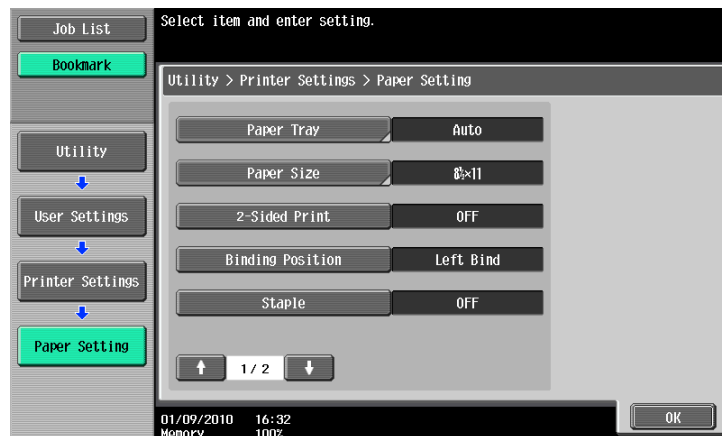 Job List
Bookmark
Select item and enter setting.
Utility > Printer Settings > Paper Setting
Utility
User Settings
Printer Settings
Paper Setting
Paper Tray Auto
Paper Size 8½×11
2-Sided Print OFF
Binding Position Left Bind
Staple OFF
1/ 2
01/09/2010 16:32
Memory 100%
OK